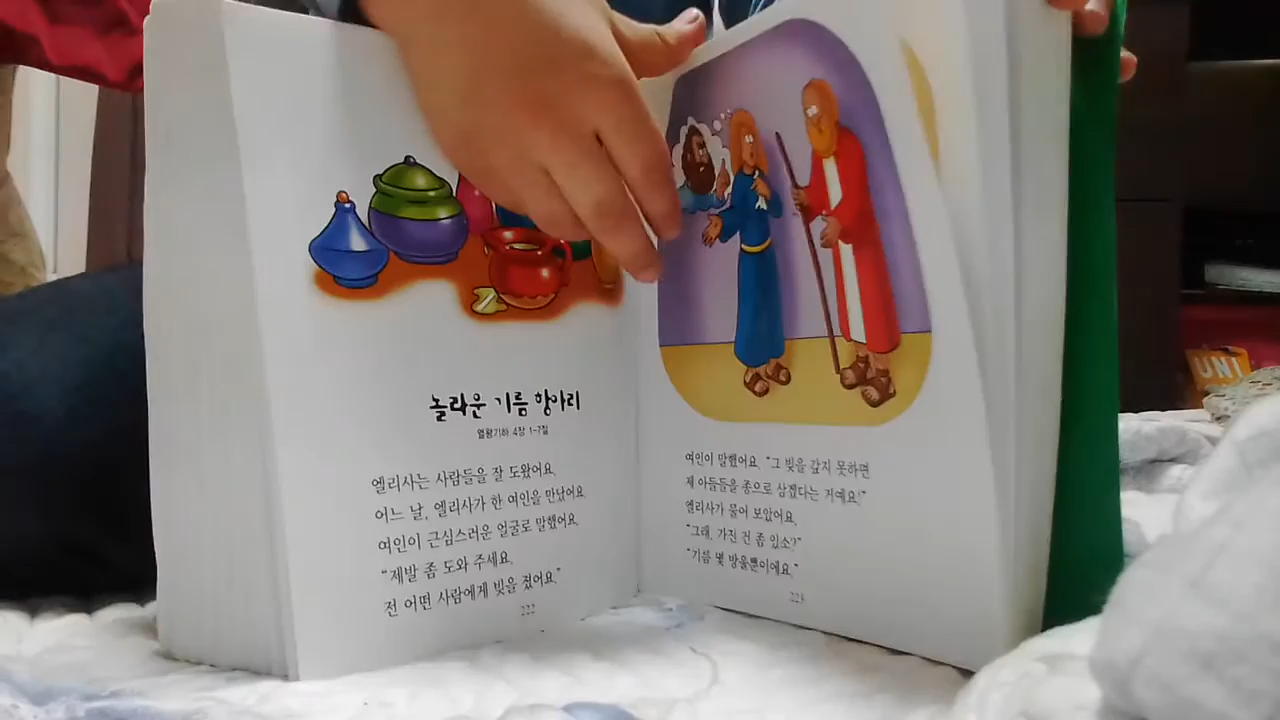 놀라운 기름 항아리
열왕기하 4장 1-7절
엘리사는 사람들을 잘 도왔어요.
어느 날, 엘리사가 한 여인을 만났어요.
여인이 근심스러운 얼굴로 말했어요.
“제발 좀 도와 주세요.
전 어떤 사람에게 빚을 졌어요.”
222
여인이 말했어요. “그 빚을 갚지 못하면
제 아들들을 종으로 삼겠다는 거예요!”
엘리사가 물어 보았어요.
“그래, 가진 건 좀 있소?”
“기름 몇 방울뿐이에요.”
223
UNI